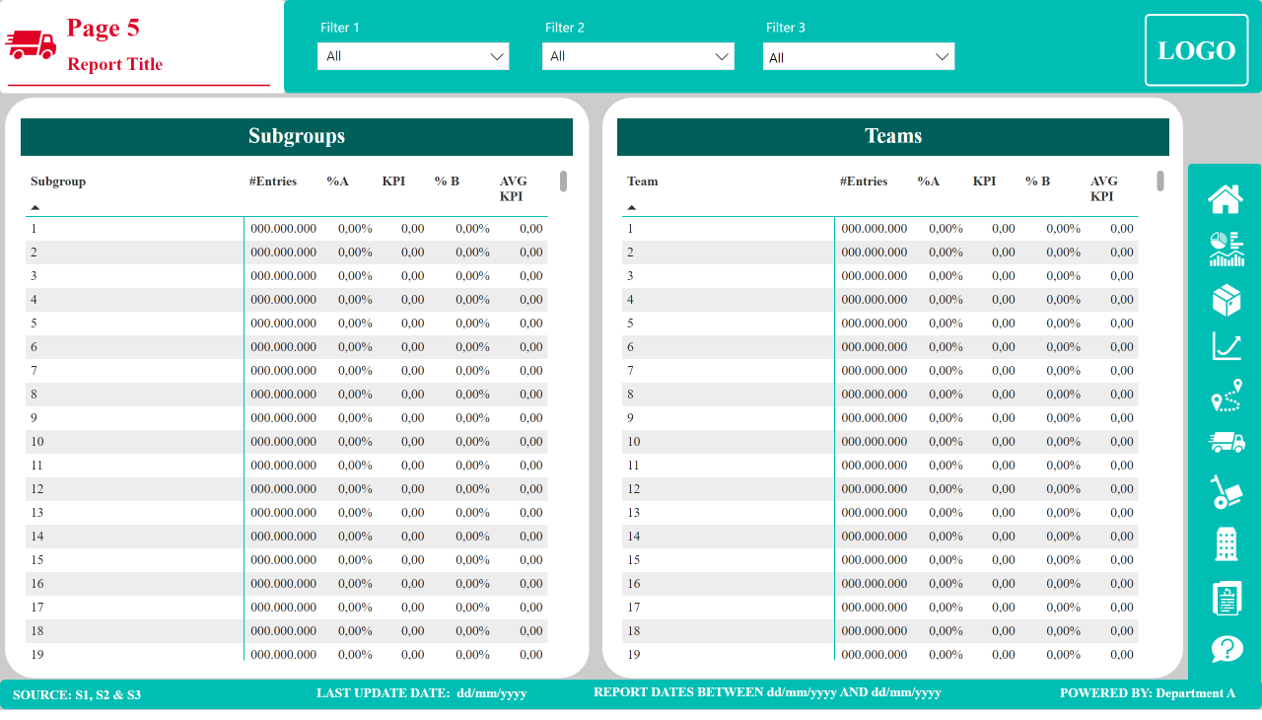 Page 5
Report Title
Filter 1 Filter 2 Filter 3
All All All
LOGO
Subgroups
Subgroup #Entries %A KPI % B AVG KPI
1 000.000.000 0,00% 0,00 0,00% 0,00
2 000.000.000 0,00% 0,00 0,00% 0,00
3 000.000.000 0,00% 0,00 0,00% 0,00
4 000.000.000 0,00% 0,00 0,00% 0,00
5 000.000.000 0,00% 0,00 0,00% 0,00
6 000.000.000 0,00% 0,00 0,00% 0,00
7 000.000.000 0,00% 0,00 0,00% 0,00
8 000.000.000 0,00% 0,00 0,00% 0,00
9 000.000.000 0,00% 0,00 0,00% 0,00
10 000.000.000 0,00% 0,00 0,00% 0,00
11 000.000.000 0,00% 0,00 0,00% 0,00
12 000.000.000 0,00% 0,00 0,00% 0,00
13 000.000.000 0,00% 0,00 0,00% 0,00
14 000.000.000 0,00% 0,00 0,00% 0,00
15 000.000.000 0,00% 0,00 0,00% 0,00
16 000.000.000 0,00% 0,00 0,00% 0,00
17 000.000.000 0,00% 0,00 0,00% 0,00
18 000.000.000 0,00% 0,00 0,00% 0,00
19 000.000.000 0,00% 0,00 0,00% 0,00
Teams
Team #Entries %A KPI % B AVG KPI
1 000.000.000 0,00% 0,00 0,00% 0,00
2 000.000.000 0,00% 0,00 0,00% 0,00
3 000.000.000 0,00% 0,00 0,00% 0,00
4 000.000.000 0,00% 0,00 0,00% 0,00
5 000.000.000 0,00% 0,00 0,00% 0,00
6 000.000.000 0,00% 0,00 0,00% 0,00
7 000.000.000 0,00% 0,00 0,00% 0,00
8 000.000.000 0,00% 0,00 0,00% 0,00
9 000.000.000 0,00% 0,00 0,00% 0,00
10 000.000.000 0,00% 0,00 0,00% 0,00
11 000.000.000 0,00% 0,00 0,00% 0,00
12 000.000.000 0,00% 0,00 0,00% 0,00
13 000.000.000 0,00% 0,00 0,00% 0,00
14 000.000.000 0,00% 0,00 0,00% 0,00
15 000.000.000 0,00% 0,00 0,00% 0,00
16 000.000.000 0,00% 0,00 0,00% 0,00
17 000.000.000 0,00% 0,00 0,00% 0,00
18 000.000.000 0,00% 0,00 0,00% 0,00
19 000.000.000 0,00% 0,00 0,00% 0,00
SOURCE: S1, S2 & S3 LAST UPDATE DATE: dd/mm/yyyy REPORT DATES BETWEEN dd/mm/yyyy AND dd/mm/yyyy POWERED BY: Department A